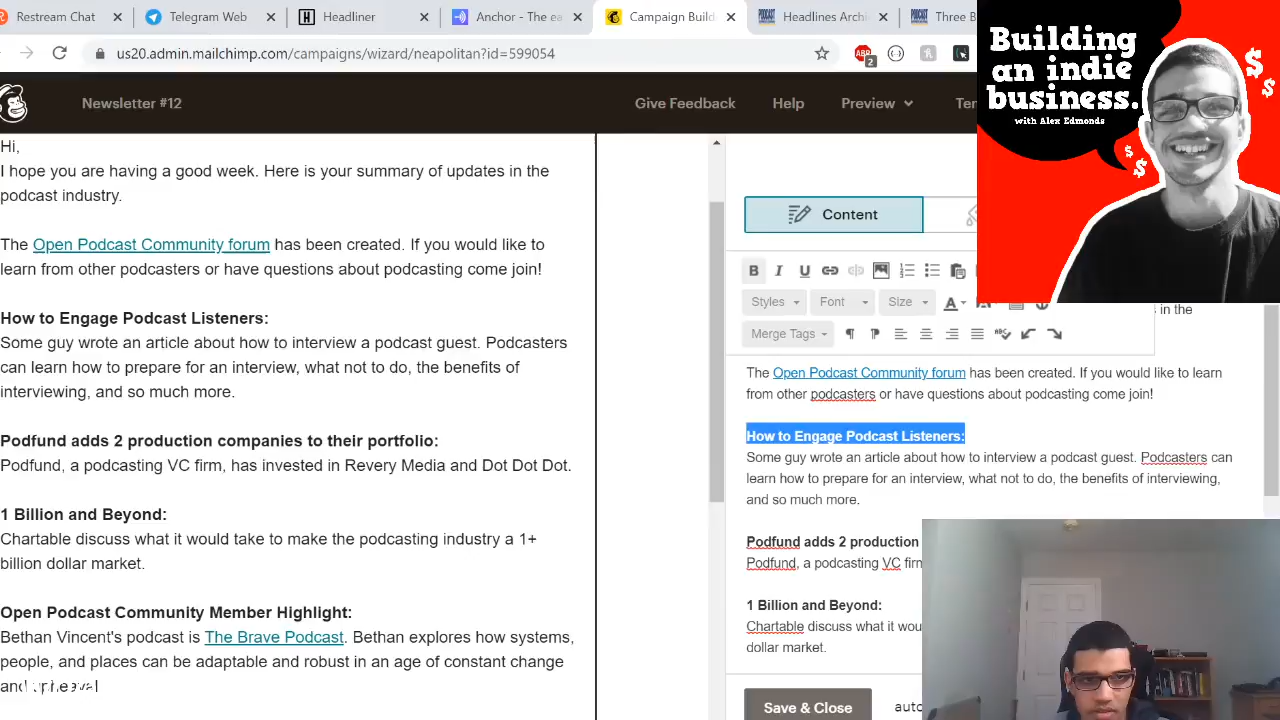 Restream Chat
Telegram Web
Headliner
Anchor - The ea
Campaign Build
Headlines Archi
Three B
us20.admin.mailchimp.com/campaigns/wizard/neapolitan?id=599054
ABP
2
Newsletter #12
Give Feedback
Help
Preview
Building
an indie
business.
with Alex Edmonds
$
$
$
$
Hi,
I hope you are having a good week. Here is your summary of updates in the
podcast industry.
The Open Podcast Community forum has been created. If you would like to
learn from other podcasters or have questions about podcasting come join!
How to Engage Podcast Listeners:
Some guy wrote an article about how to interview a podcast guest. Podcasters
can learn how to prepare for an interview, what not to do, the benefits of
interviewing, and so much more.
Podfund adds 2 production companies to their portfolio:
Podfund, a podcasting VC firm, has invested in Revery Media and Dot Dot Dot.
1 Billion and Beyond:
Chartable discuss what it would take to make the podcasting industry a 1+
billion dollar market.
Open Podcast Community Member Highlight:
Bethan Vincent's podcast is The Brave Podcast. Bethan explores how systems,
people, and places can be adaptable and robust in an age of constant change
and
Content
B I U
Styles
Font
Size
A
Merge Tags
ABC
s in the
The Open Podcast Community forum has been created. If you would like to learn
from other podcasters or have questions about podcasting come join!
How to Engage Podcast Listeners:
Some guy wrote an article about how to interview a podcast guest. Podcasters can
learn how to prepare for an interview, what not to do, the benefits of interviewing,
and so much more.
Podfund adds 2 production
Podfund, a podcasting VC firm
1 Billion and Beyond:
Chartable discuss what it wou
dollar market.
Save & Close
auto